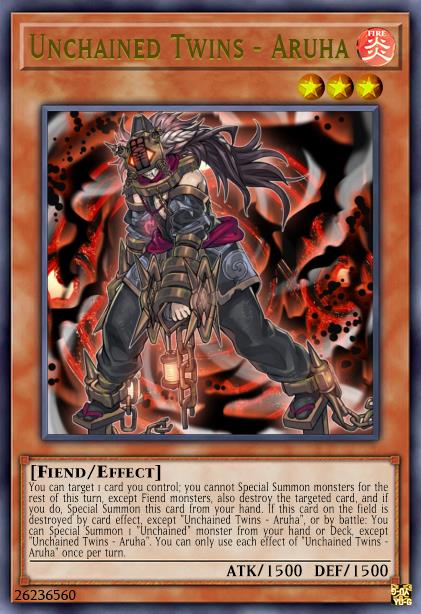 UNCHAINED TWINS - ARUHA
FIRE
炎
[FIEND/EFFECT]
You can target 1 card you control; you cannot Special Summon monsters for the
rest of this turn, except Fiend monsters, also destroy the targeted card, and if
you do, Special Summon this card from your hand. If this card on the field is
destroyed by card effect, except "Unchained Twins - Aruha", or by battle: You
can Special Summon 1 "Unchained" monster from your hand or Deck, except
"Unchained Twins - Aruha". You can only use each effect of "Unchained Twins -
Aruha" once per turn.
ATK/1500 DEF/1500
26236560